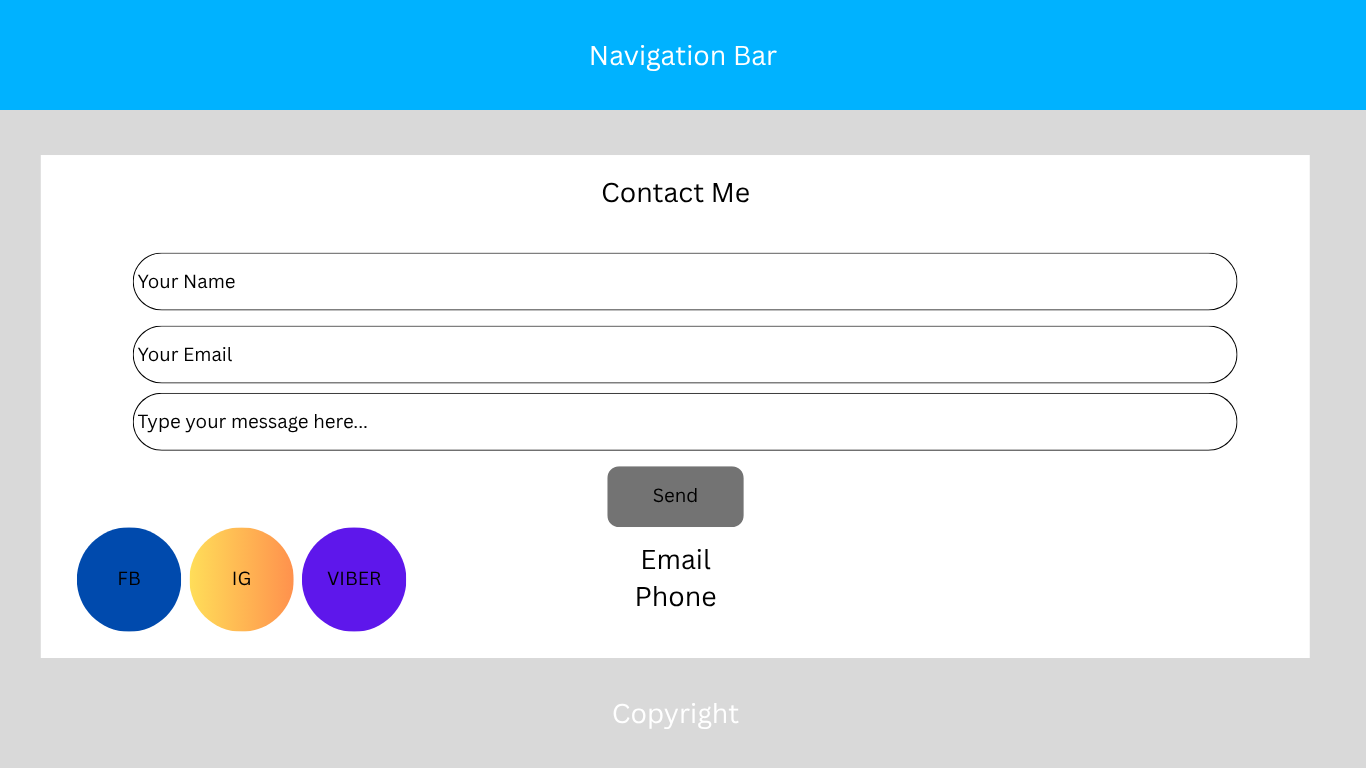 Navigation Bar
Contact Me
Your Name
Your Email
Type your message here...
Send
FB IG VIBER
Email
Phone
Copyright